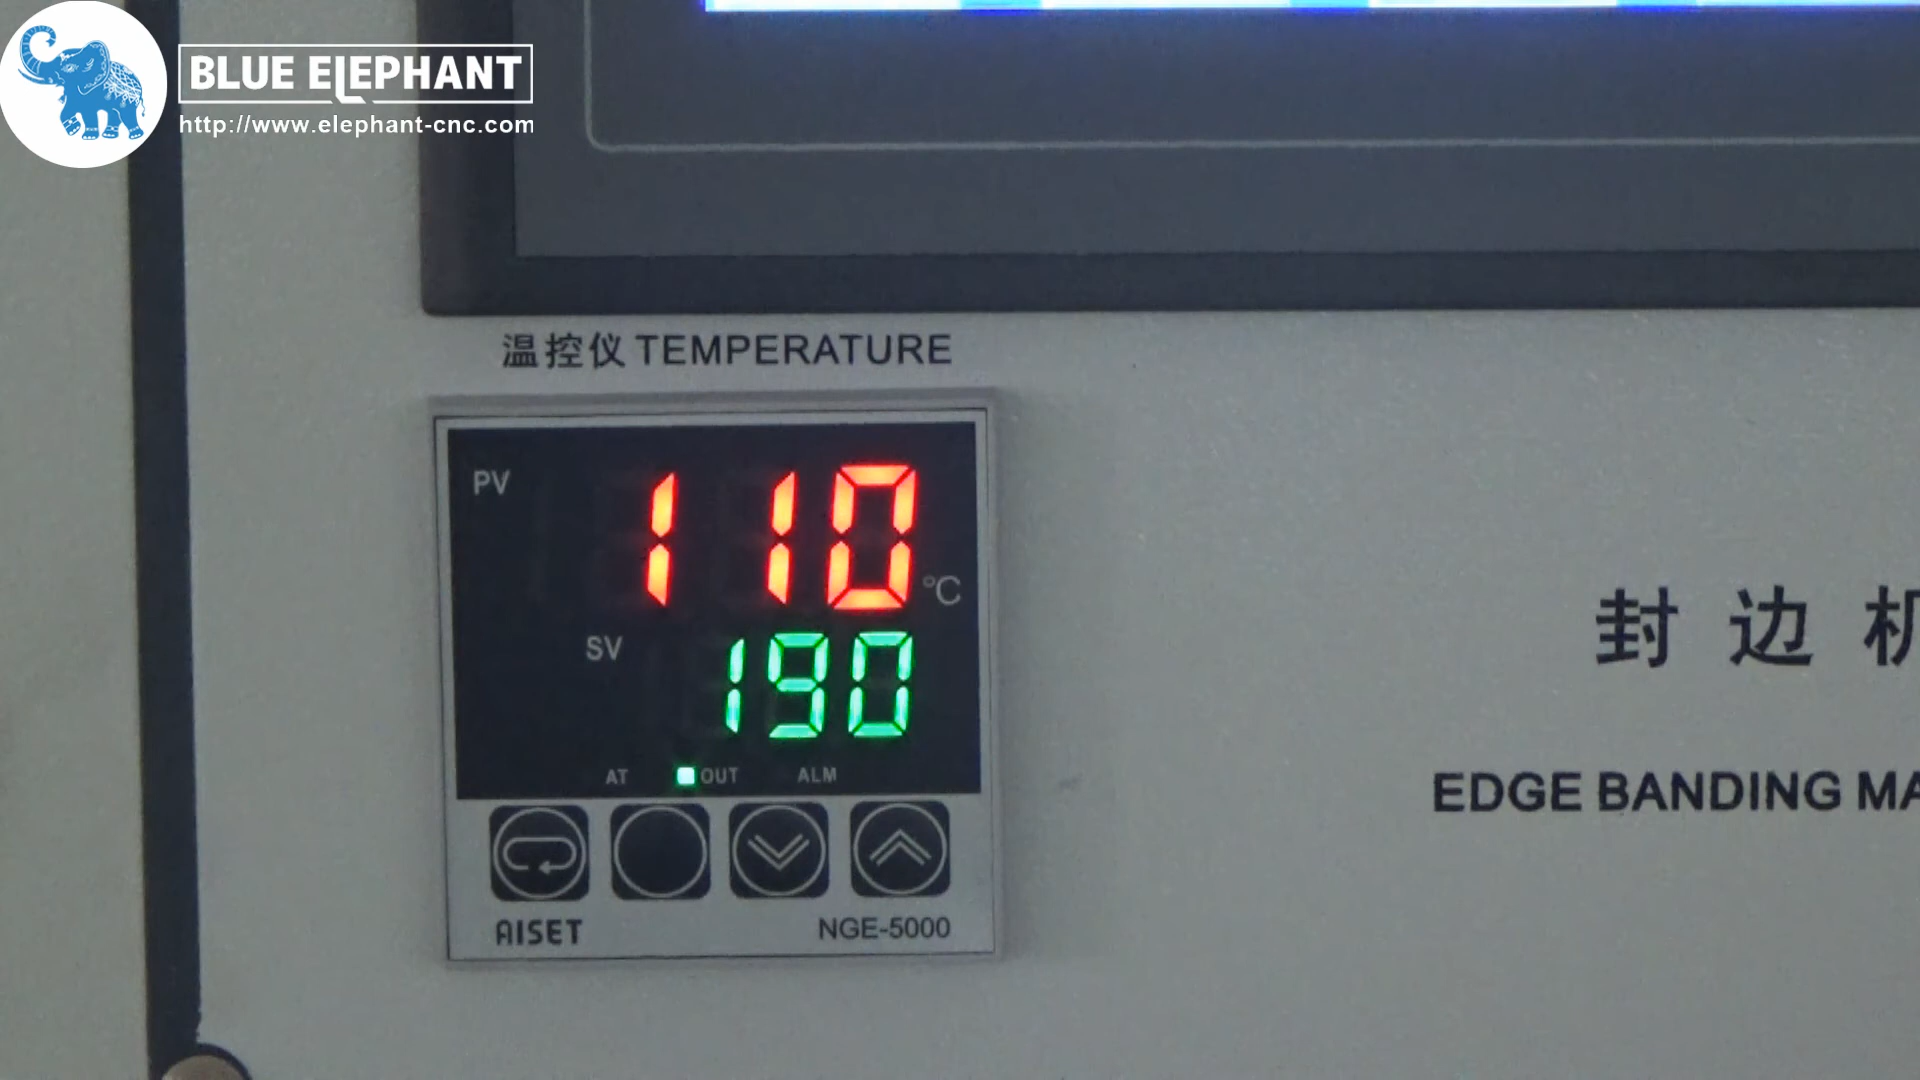 BLUE ELEPHANT
http://www.elephant-cnc.com
温控仪 TEMPERATURE
PV 110 °C
SV 190
AT OUT ALM
AISET NGE-5000
封边机
EDGE BANDING